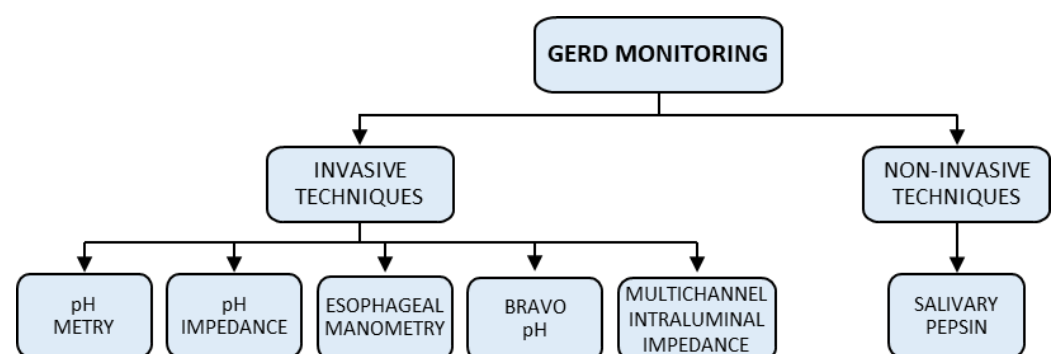 GERD MONITORING
INVASIVE
TECHNIQUES
NON-INVASIVE
TECHNIQUES
pH
METRY
pH
IMPEDANCE
ESOPHAGEAL
MANOMETRY
BRAVO
pH
MULTICHANNEL
INTRALUMINAL
IMPEDANCE
SALIVARY
PEPSIN